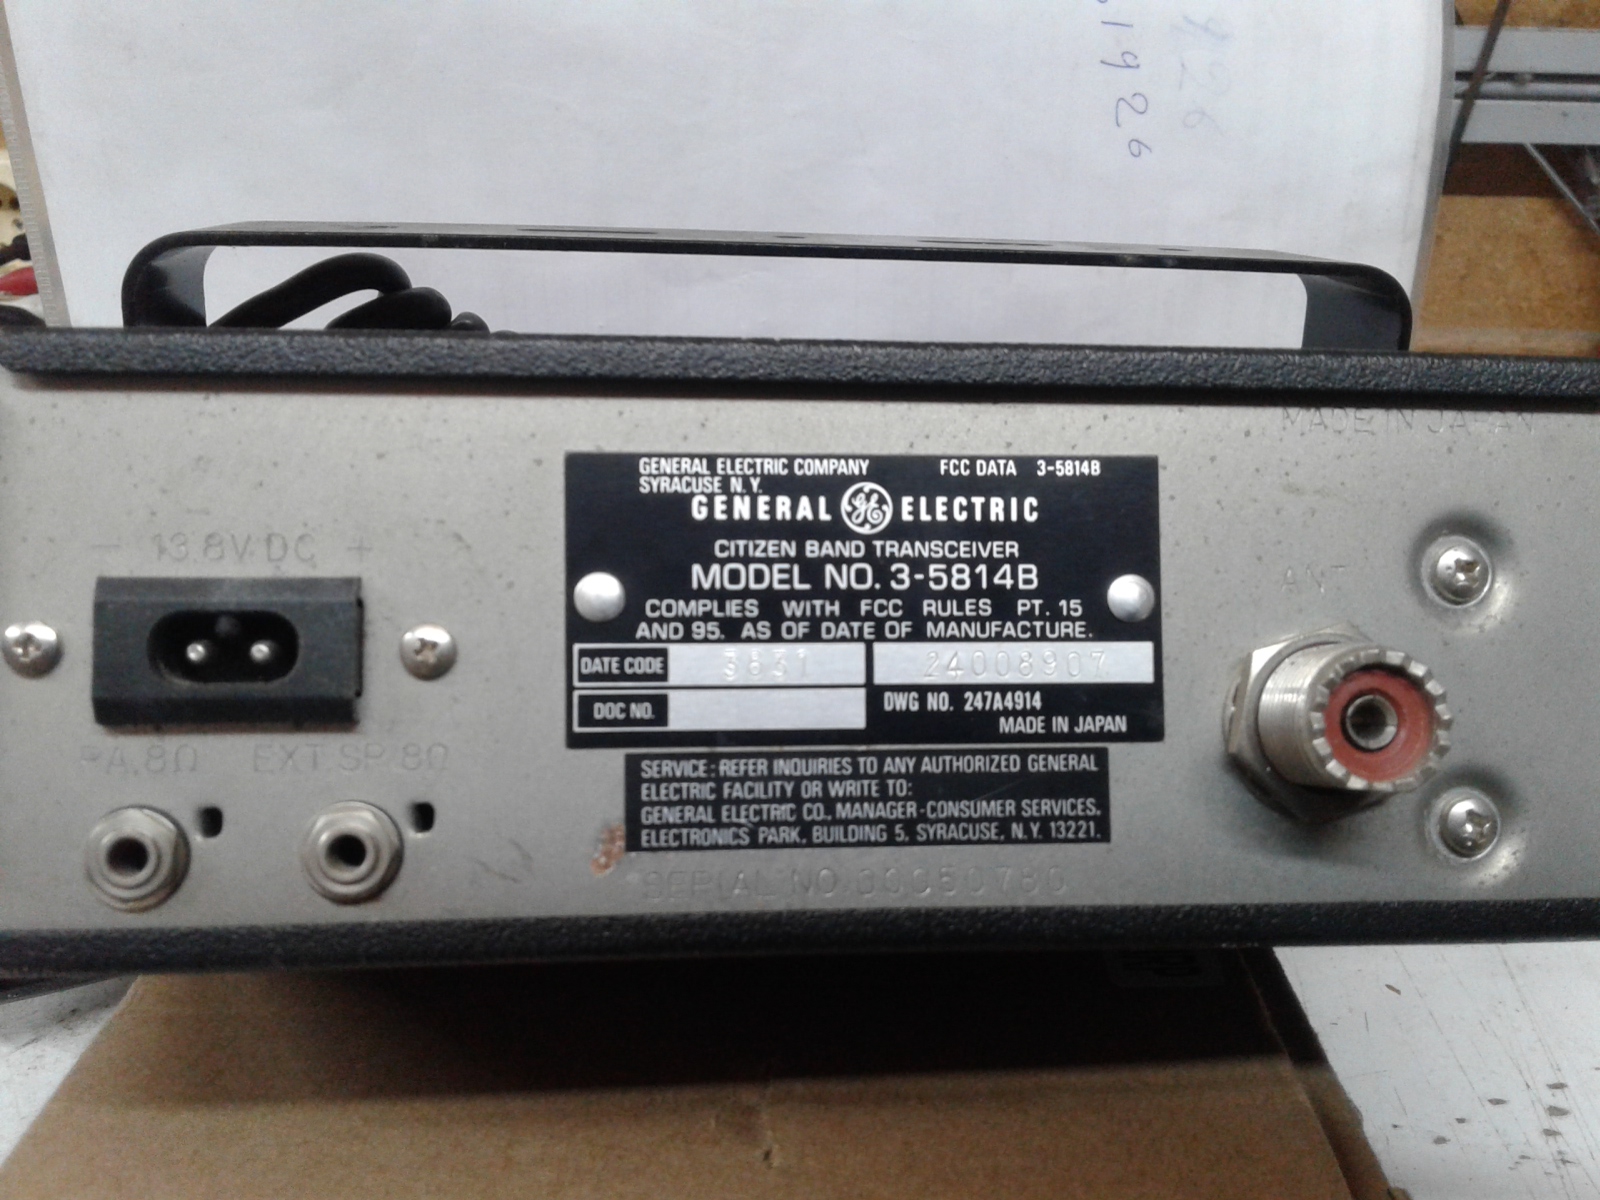 1926
926
MADE IN JAPAN
GENERAL ELECTRIC COMPANY FCC DATA 3-5814B
SYRACUSE N.Y.
GENERAL GE ELECTRIC
CITIZEN BAND TRANSCEIVER
MODEL NO. 3-5814B
COMPLIES WITH FCC RULES PT. 15
AND 95. AS OF DATE OF MANUFACTURE.
DATE CODE 3631 24008907
DOC NO. DWG NO. 247A4914
MADE IN JAPAN
- 13.8V DC +
ANT
PA.8Ω EXT SP.8Ω
SERVICE: REFER INQUIRIES TO ANY AUTHORIZED GENERAL
ELECTRIC FACILITY OR WRITE TO:
GENERAL ELECTRIC CO., MANAGER-CONSUMER SERVICES.
ELECTRONICS PARK, BUILDING 5, SYRACUSE, N.Y. 13221.
SERIAL NO.